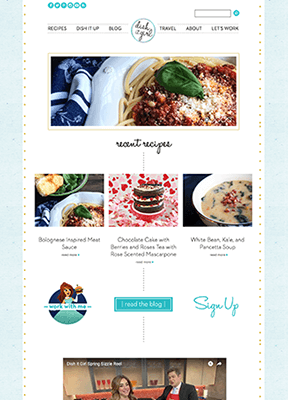 RECIPES DISH IT UP BLOG dish it girl TRAVEL ABOUT LET'S WORK
recent recipes
Bolognese Inspired Meat Sauce
read more
Chocolate Cake with Berries and Roses Tea with Rose Scented Mascarpone
read more
White Bean, Kale, and Pancetta Soup
read more
work with me
| read the blog |
Sign Up
Dish It Girl Spring Sizzle Reel